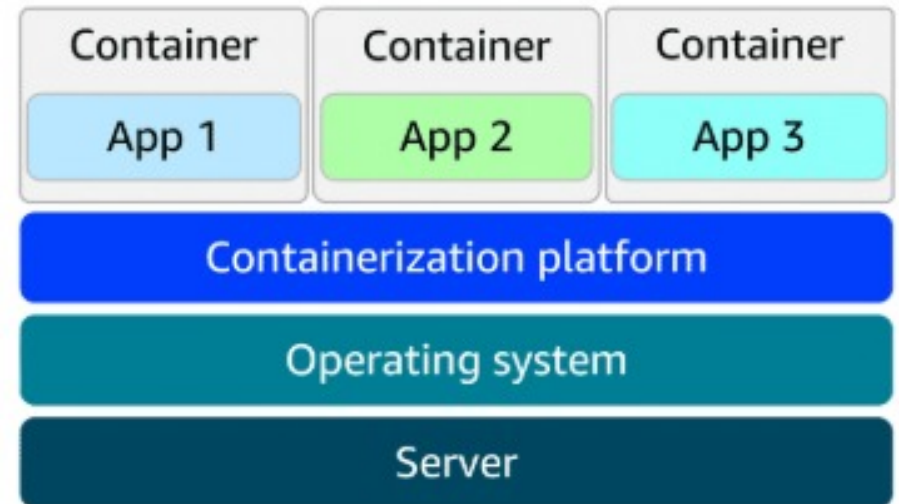 Container Container Container
App 1 App 2 App 3
Containerization platform
Operating system
Server